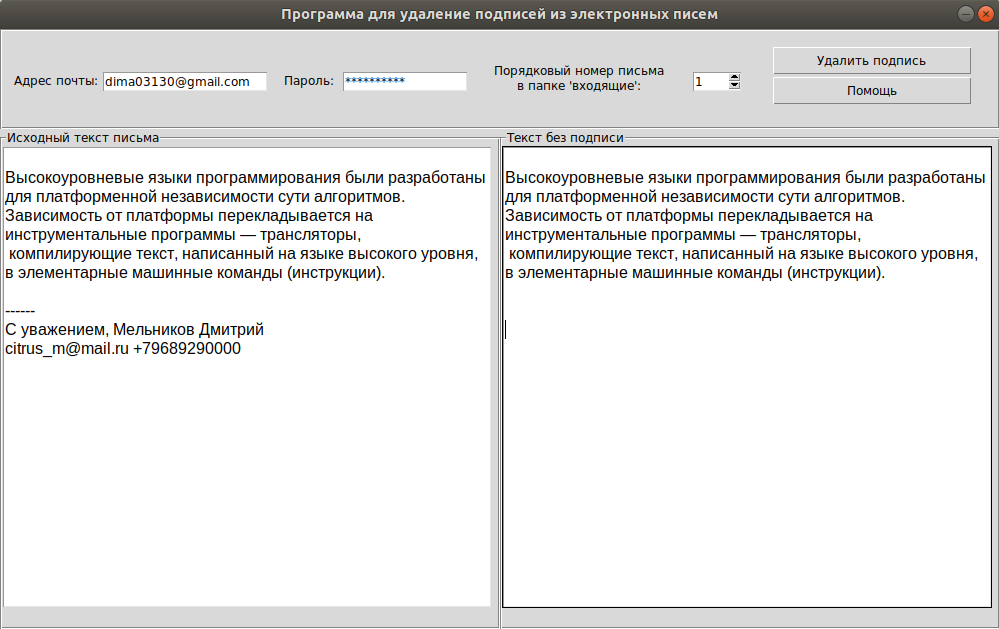 Программа для удаление подписей из электронных писем
Адрес почты: dima03130@gmail.com Пароль: ********** Порядковый номер письма в папке 'входящие': 1
Удалить подпись
Помощь
Исходный текст письма
Высокоуровневые языки программирования были разработаны
для платформенной независимости сути алгоритмов.
Зависимость от платформы перекладывается на
инструментальные программы — трансляторы,
компилирующие текст, написанный на языке высокого уровня,
в элементарные машинные команды (инструкции).
------
С уважением, Мельников Дмитрий
citrus_m@mail.ru +79689290000
Текст без подписи
Высокоуровневые языки программирования были разработаны
для платформенной независимости сути алгоритмов.
Зависимость от платформы перекладывается на
инструментальные программы — трансляторы,
компилирующие текст, написанный на языке высокого уровня,
в элементарные машинные команды (инструкции).